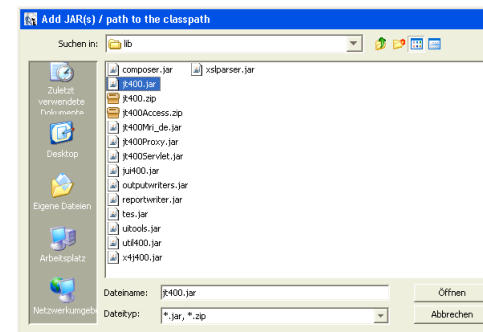 Add JAR(s) / path to the classpath
Suchen in:
lib
Zuletzt
verwendete
Dokumente
Desktop
Eigene Dateien
Arbeitsplatz
Netzwerkumgeb
composer.jar
jt400.jar
jt400.zip
jt400Access.zip
jt400Mri_de.jar
jt400Proxy.jar
jt400Servlet.jar
jui400.jar
outputwriters.jar
reportwriter.jar
tes.jar
uitools.jar
util400.jar
x4j400.jar
xslparser.jar
Dateiname:
jt400.jar
Öffnen
Dateityp:
*.jar, *.zip
Abbrechen